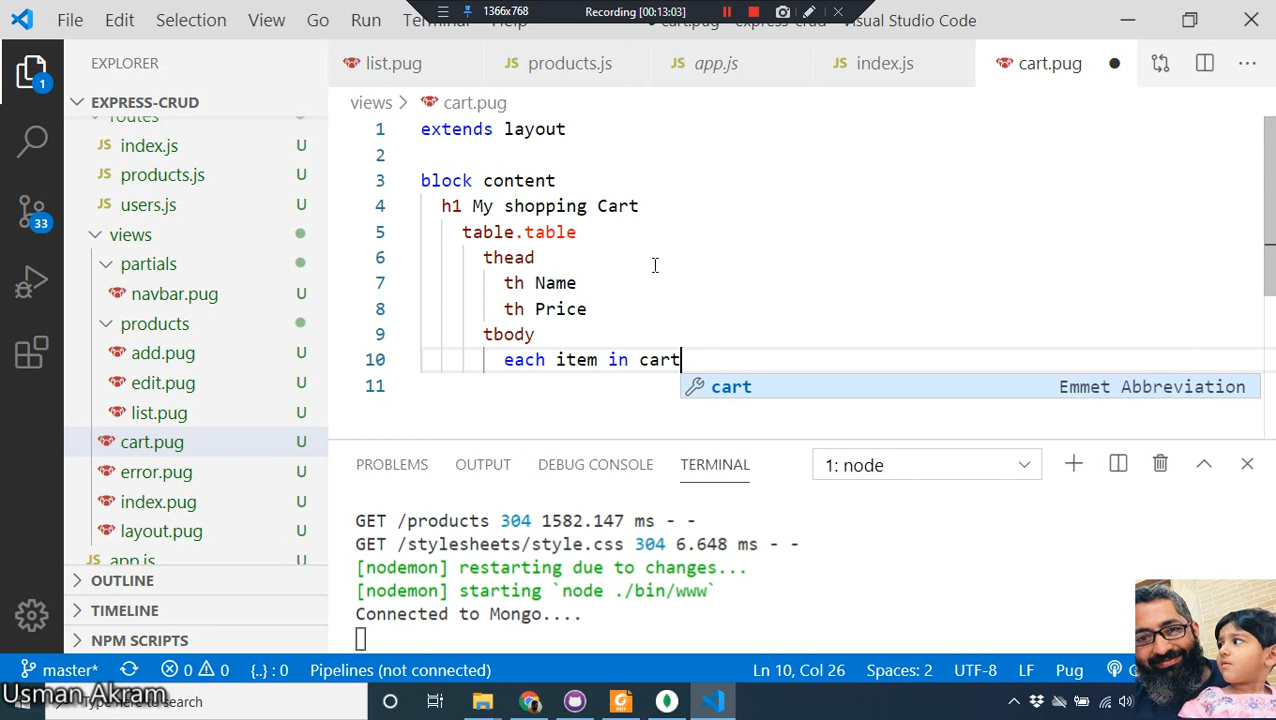 1366x768 Recording [00:13:03]
File Edit Selection View Go Run Terminal Help Visual Studio Code
EXPLORER
list.pug products.js app.js index.js cart.pug
EXPRESS-CRUD
views > cart.pug
routes
JS index.js U
JS products.js U
JS users.js U
views
partials
navbar.pug U
products
add.pug U
edit.pug U
list.pug U
cart.pug U
error.pug U
index.pug U
layout.pug U
JS app.js U
OUTLINE
TIMELINE
NPM SCRIPTS
1 extends layout
2
3 block content
4 h1 My shopping Cart
5 table.table
6 thead
7 th Name
8 th Price
9 tbody
10 each item in cart
cart Emmet Abbreviation
11
PROBLEMS OUTPUT DEBUG CONSOLE TERMINAL 1: node
GET /products 304 1582.147 ms - -
GET /stylesheets/style.css 304 6.648 ms - -
[nodemon] restarting due to changes...
[nodemon] starting `node ./bin/www`
Connected to Mongo....
1
33
master* 0 0 {..} : 0 Pipelines (not connected) Ln 10, Col 26 Spaces: 2 UTF-8 LF Pug
Usman Akram
here to search